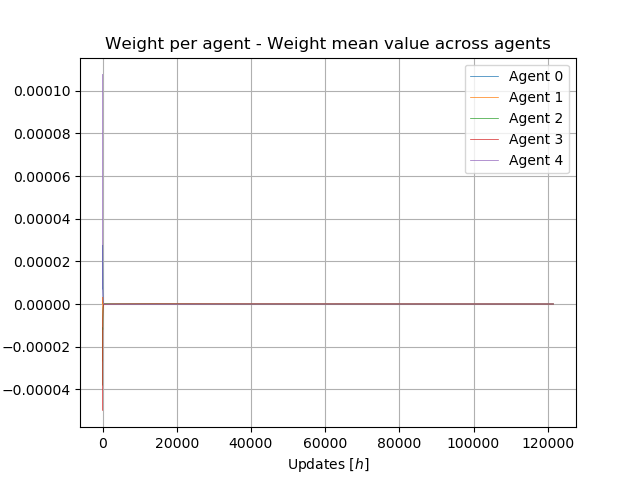 Weight per agent - Weight mean value across agents
0.00010
0.00008
0.00006
0.00004
0.00002
0.00000
−0.00002
−0.00004
Agent 0
Agent 1
Agent 2
Agent 3
Agent 4
0 20000 40000 60000 80000 100000 120000
Updates [h]